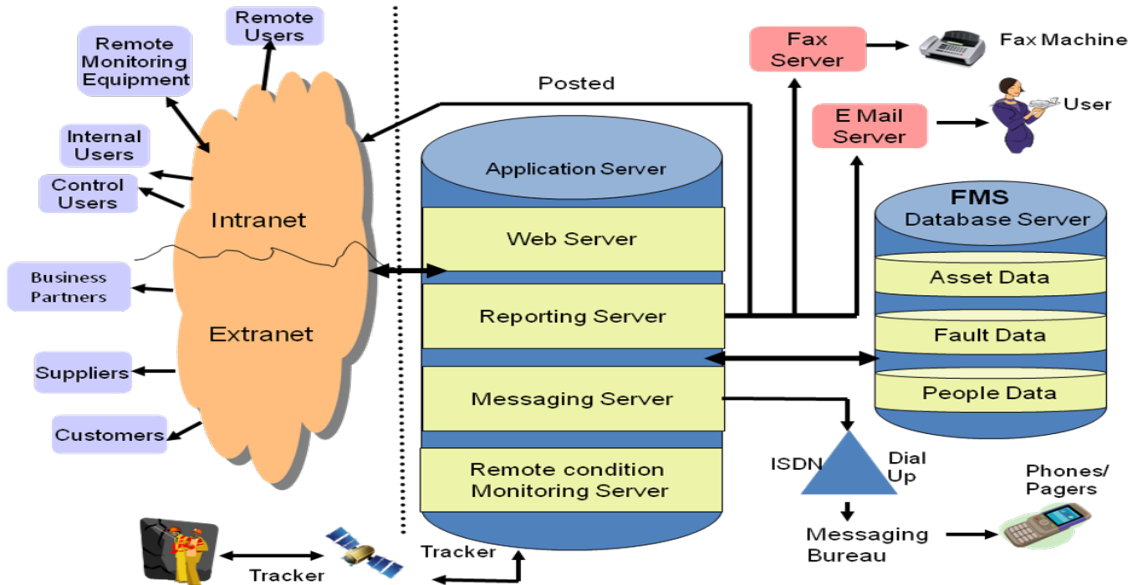 Remote
Users
Remote
Monitoring
Equipment
Internal
Users
Control
Users
Business
Partners
Suppliers
Customers
Intranet
Extranet
Posted
Application Server
Web Server
Reporting Server
Messaging Server
Remote condition
Monitoring Server
Fax
Server
Fax Machine
E Mail
Server
User
FMS
Database Server
Asset Data
Fault Data
People Data
ISDN
Dial
Up
Messaging
Bureau
Phones/
Pagers
Tracker
Tracker